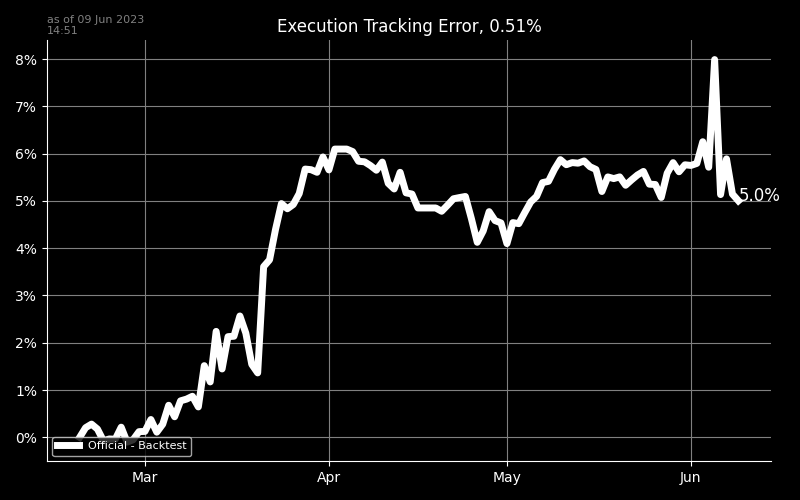 as of 09 Jun 2023
14:51
Execution Tracking Error, 0.51%
8%
7%
6%
5%
4%
3%
2%
1%
0%
5.0%
Official - Backtest
Mar
Apr
May
Jun